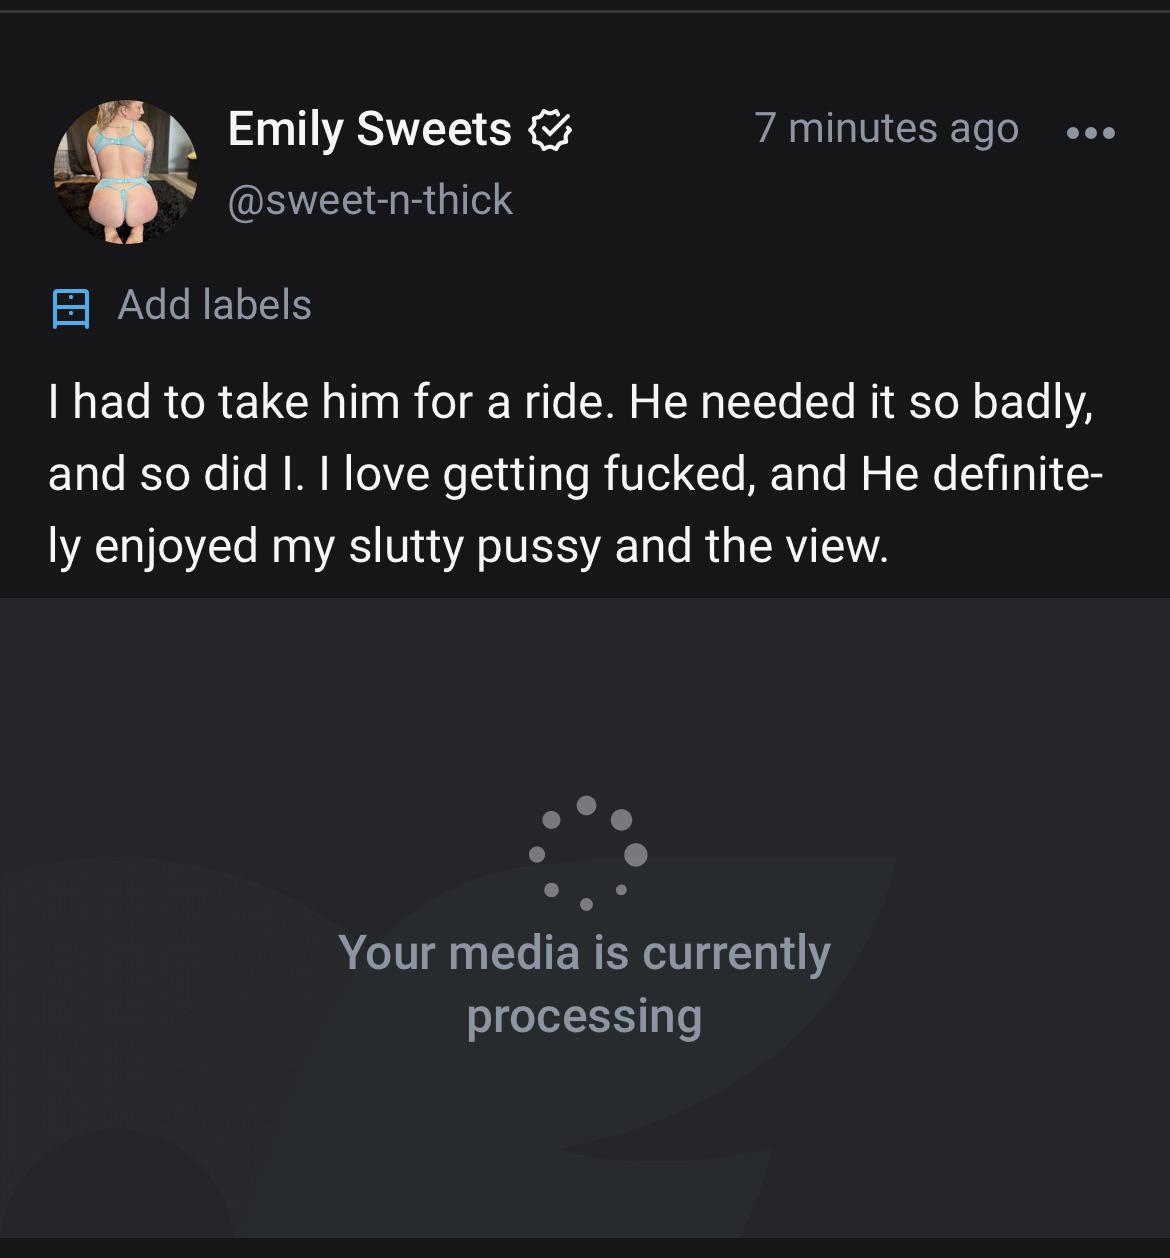 Emily Sweets
7 minutes ago
@sweet-n-thick
Add labels
I had to take him for a ride. He needed it so badly,
and so did I. I love getting fucked, and He definite-
ly enjoyed my slutty pussy and the view.
Your media is currently
processing